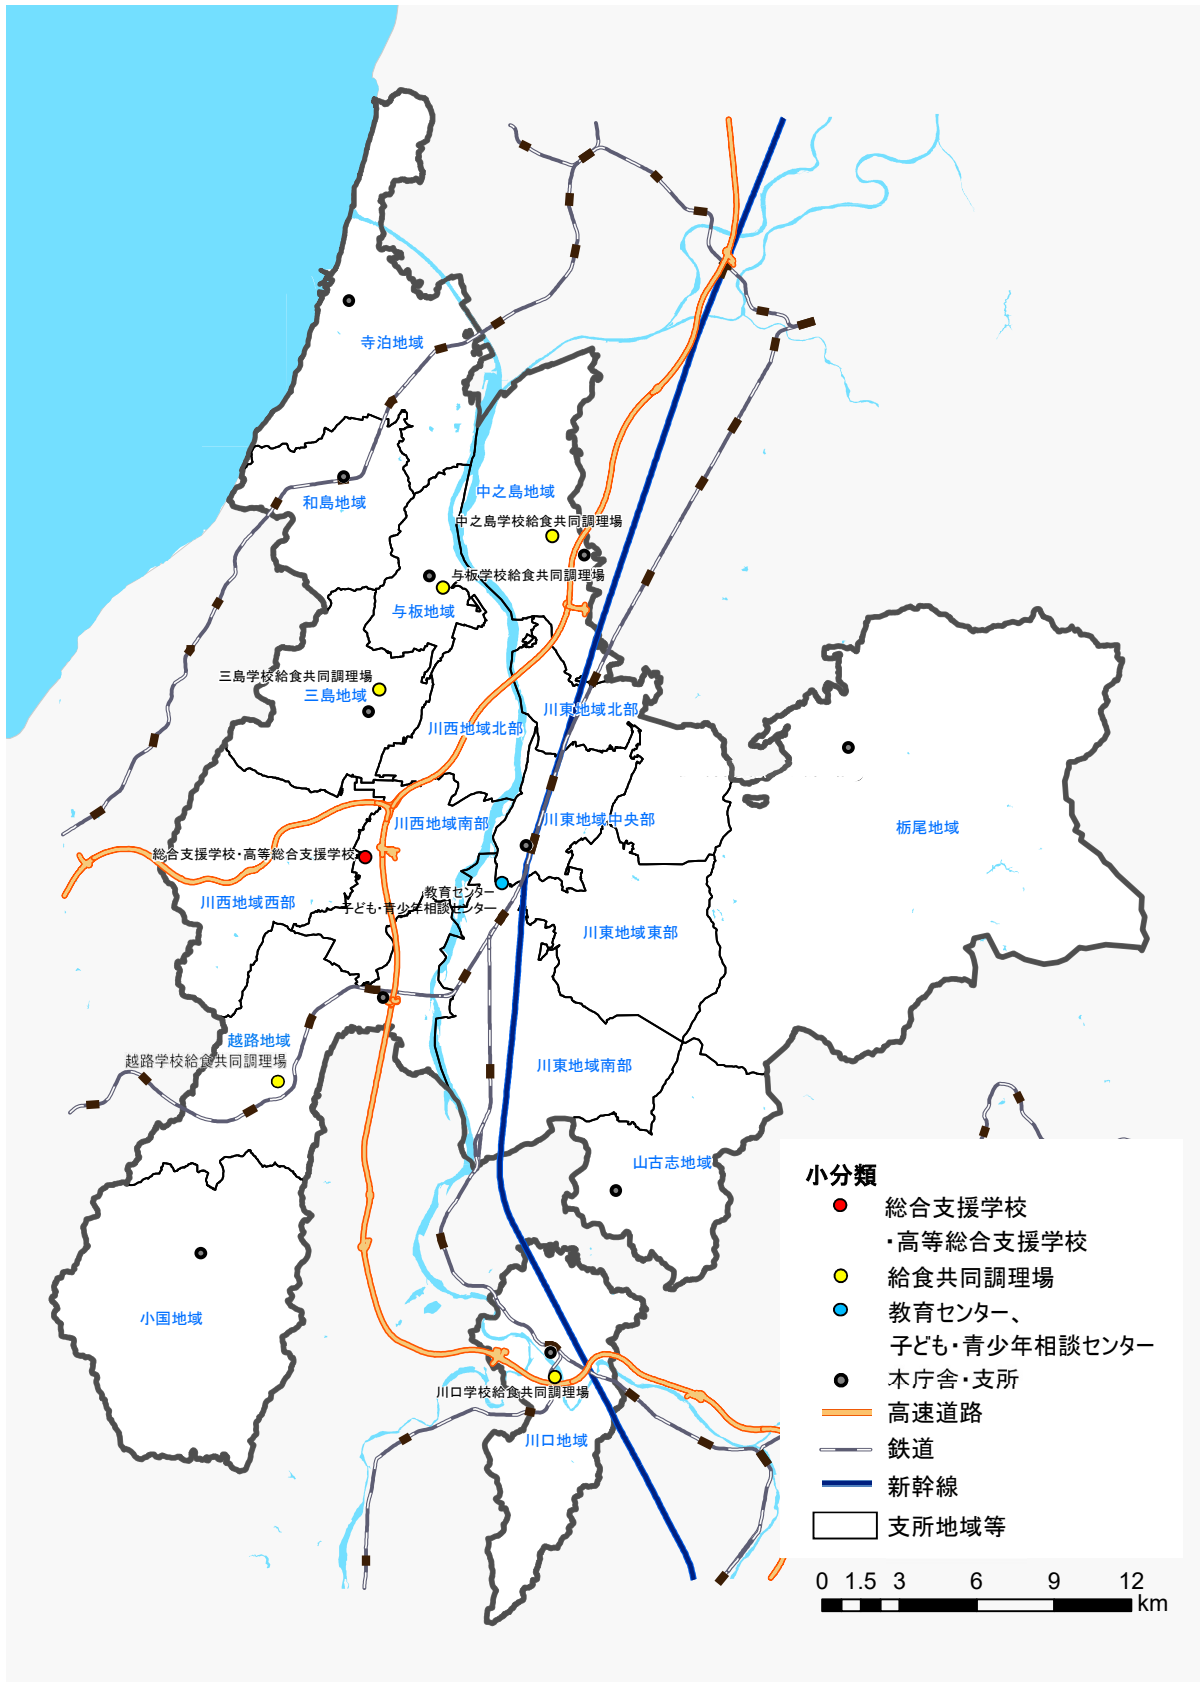 寺泊地域
和島地域
中之島地域
中之島学校給食共同調理場
与板学校給食共同調理場
与板地域
三島学校給食共同調理場
三島地域
川東地域北部
川西地域北部
川西地域南部
川東地域中央部
栃尾地域
総合支援学校・高等総合支援学校
教育センター
子ども・青少年相談センター
川西地域西部
川東地域東部
越路地域
越路学校給食共同調理場
川東地域南部
山古志地域
小国地域
川口学校給食共同調理場
川口地域
小分類
総合支援学校
・高等総合支援学校
給食共同調理場
教育センター、
子ども・青少年相談センター
本庁舎・支所
高速道路
鉄道
新幹線
支所地域等
0 1.5 3 6 9 12
km